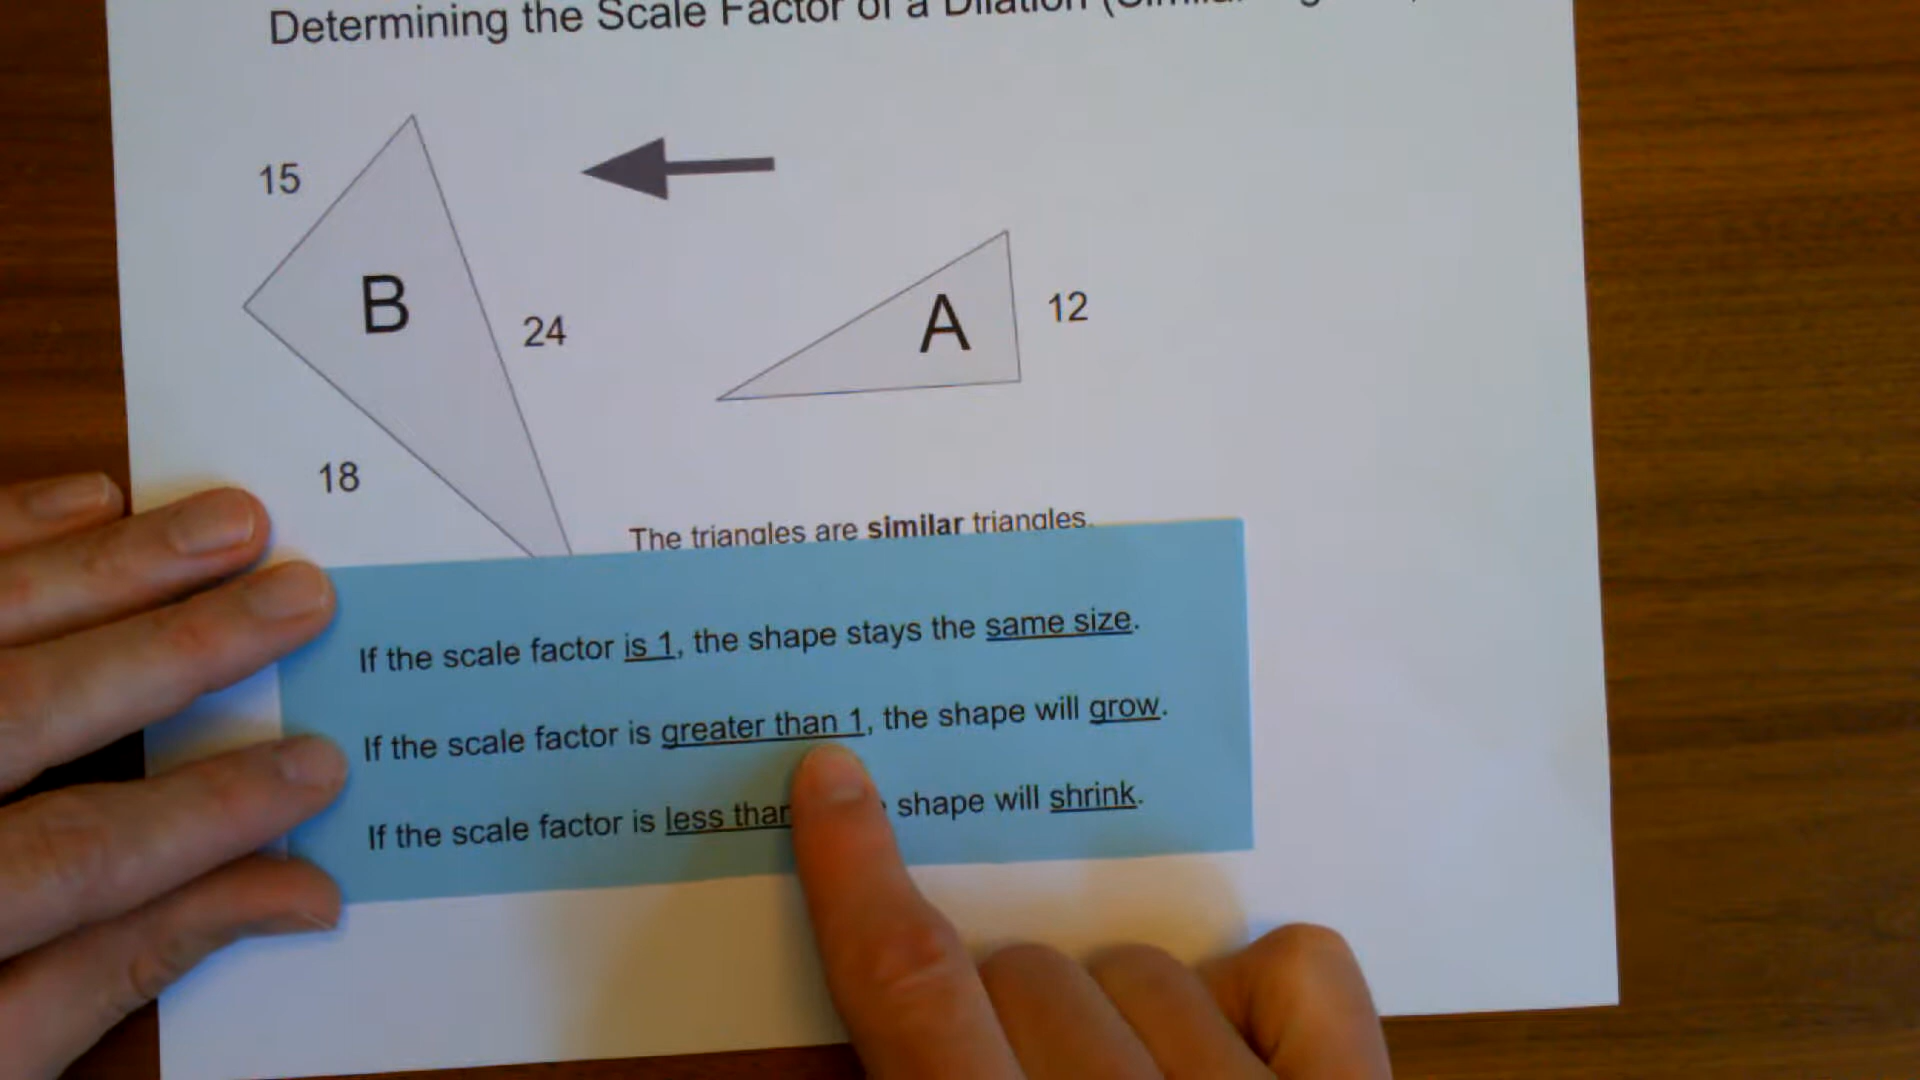 Determining the Scale Factor of a Dilation
15
B
24
18
A
12
The triangles are similar triangles.
If the scale factor is 1, the shape stays the same size.
If the scale factor is greater than 1, the shape will grow.
If the scale factor is less shape will shrink.